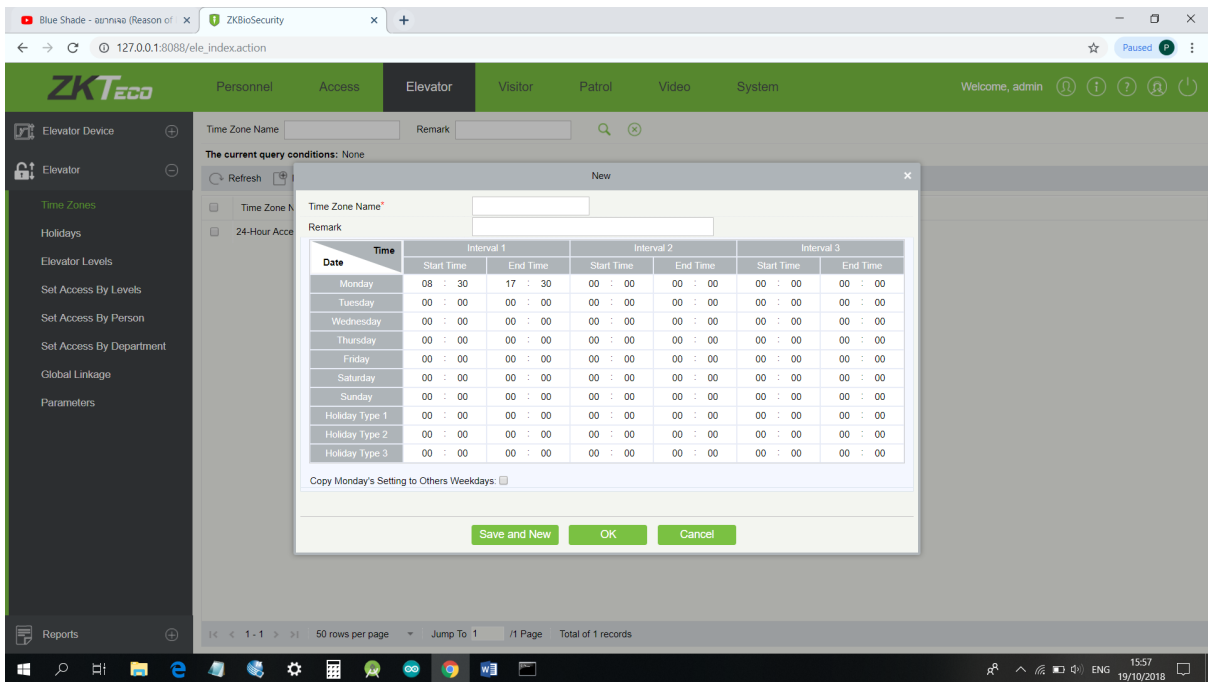 Blue Shade - อยากเจอ (Reason of
ZKBioSecurity
127.0.0.1:8088/ele_index.action
Paused P
ZKTECO
Personnel Access Elevator Visitor Patrol Video System
Welcome, admin
Elevator Device
Time Zone Name Remark
The current query conditions: None
Elevator
Refresh
New
Time Zones
Time Zone N
Holidays
24-Hour Acce
Elevator Levels
Set Access By Levels
Set Access By Person
Set Access By Department
Global Linkage
Parameters
Time Zone Name*
Remark
Time Interval 1 Interval 2 Interval 3
Date Start Time End Time Start Time End Time Start Time End Time
Monday 08 : 30 17 : 30 00 : 00 00 : 00 00 : 00 00 : 00
Tuesday 00 : 00 00 : 00 00 : 00 00 : 00 00 : 00 00 : 00
Wednesday 00 : 00 00 : 00 00 : 00 00 : 00 00 : 00 00 : 00
Thursday 00 : 00 00 : 00 00 : 00 00 : 00 00 : 00 00 : 00
Friday 00 : 00 00 : 00 00 : 00 00 : 00 00 : 00 00 : 00
Saturday 00 : 00 00 : 00 00 : 00 00 : 00 00 : 00 00 : 00
Sunday 00 : 00 00 : 00 00 : 00 00 : 00 00 : 00 00 : 00
Holiday Type 1 00 : 00 00 : 00 00 : 00 00 : 00 00 : 00 00 : 00
Holiday Type 2 00 : 00 00 : 00 00 : 00 00 : 00 00 : 00 00 : 00
Holiday Type 3 00 : 00 00 : 00 00 : 00 00 : 00 00 : 00 00 : 00
Copy Monday's Setting to Others Weekdays:
Save and New OK Cancel
Reports
1-1 50 rows per page Jump To 1 /1 Page Total of 1 records
ENG 15:57
19/10/2018